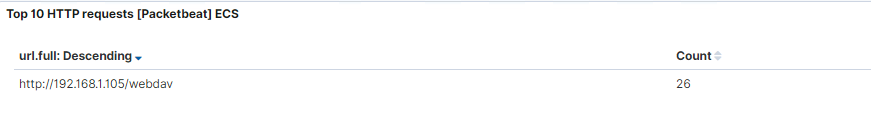 Top 10 HTTP requests [Packetbeat] ECS
url.full: Descending Count
http://192.168.1.105/webdav 26